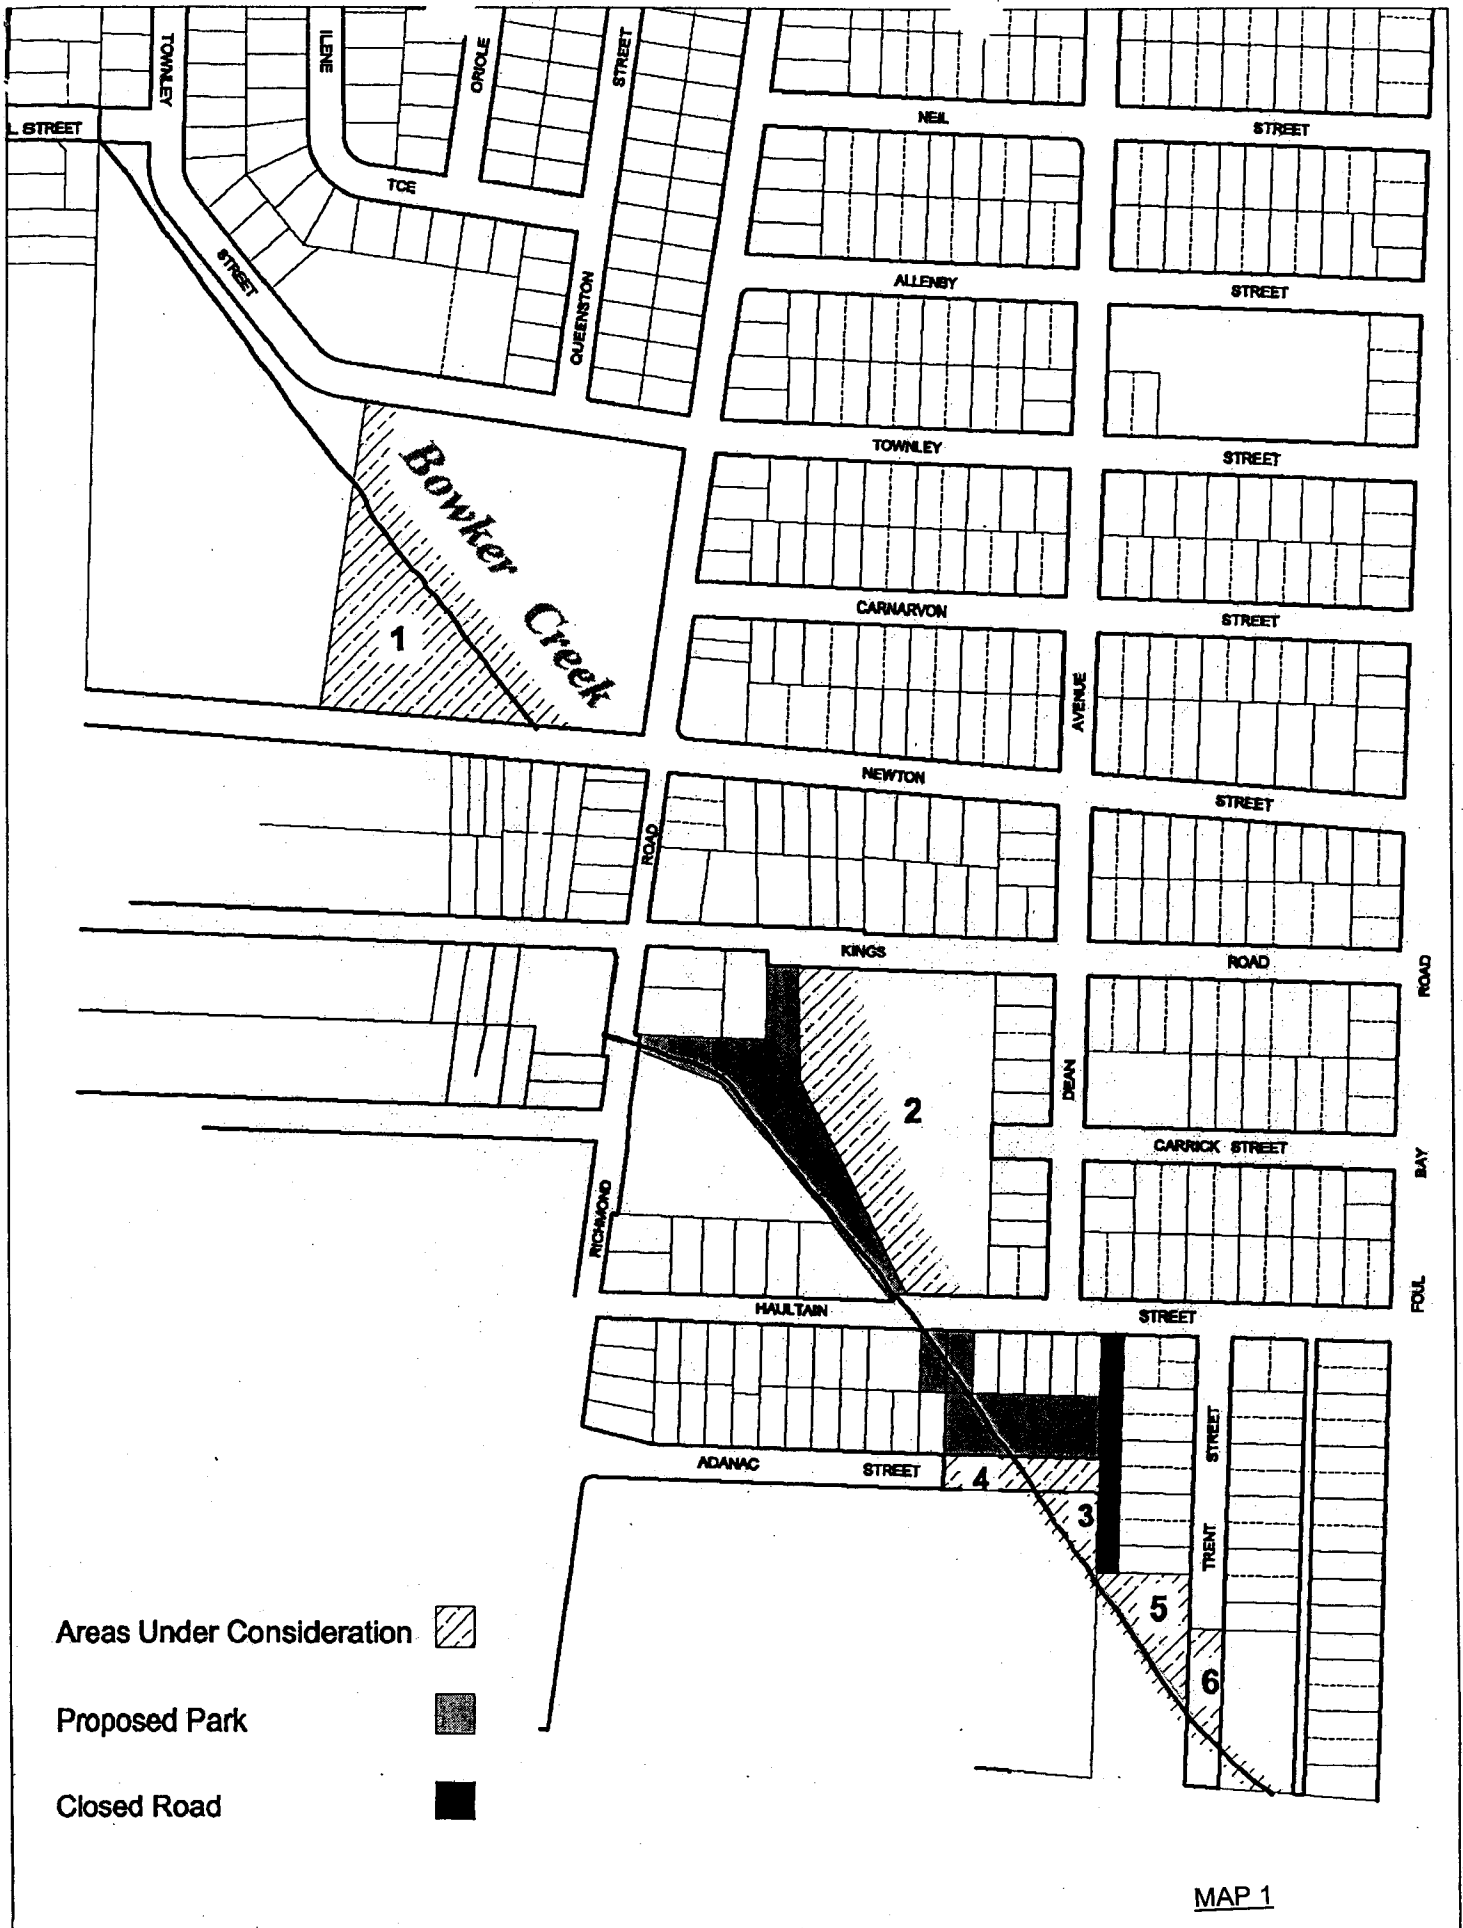 TOWNLEY
ILENE
ORIOLE
STREET
L STREET
NEIL
STREET
TCE
STREET
QUEENSTON
ALLENBY
STREET
TOWNLEY
STREET
Bowker
Creek
1
CARNARVON
STREET
AVENUE
NEWTON
STREET
ROAD
KINGS
ROAD
ROAD
2
DEAN
CARRICK STREET
BAY
RICHMOND
FOUL
HAULTAIN
STREET
STREET
ADANAC
STREET
4
3
TRENT
5
6
Areas Under Consideration
Proposed Park
Closed Road
MAP 1